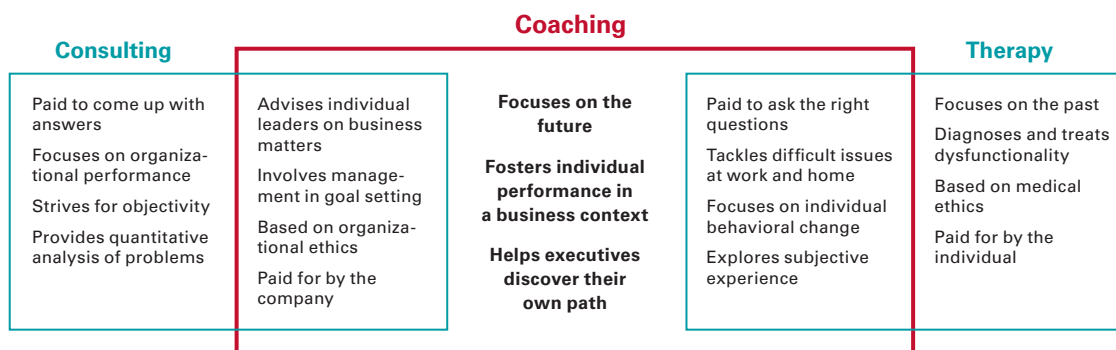 Coaching
Consulting
Therapy
Paid to come up with
answers
Focuses on organiza-
tional performance
Strives for objectivity
Provides quantitative
analysis of problems
Advises individual
leaders on business
matters
Involves manage-
ment in goal setting
Based on organiza-
tional ethics
Paid for by the
company
Focuses on the
future
Fosters individual
performance in
a business context
Helps executives
discover their
own path
Paid to ask the right
questions
Tackles difficult issues
at work and home
Focuses on individual
behavioral change
Explores subjective
experience
Focuses on the past
Diagnoses and treats
dysfunctionality
Based on medical
ethics
Paid for by the
individual